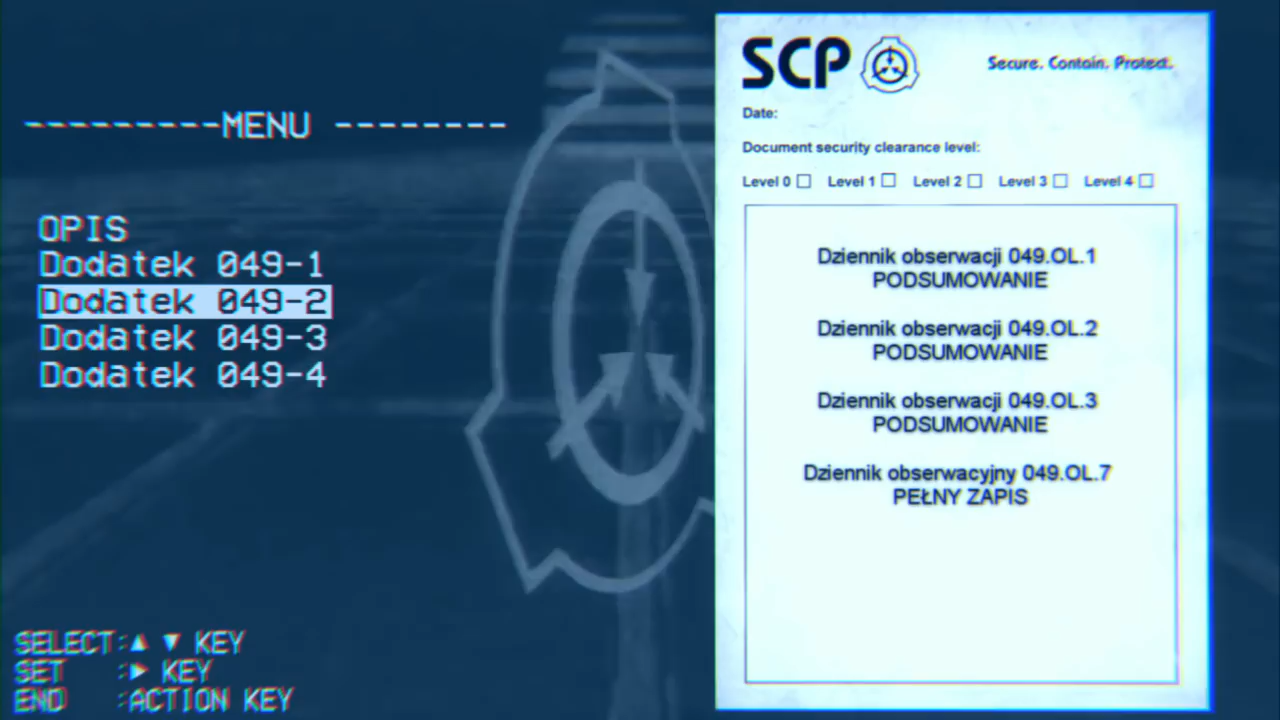 ---------MENU --------
OPIS
Dodatek 049-1
Dodatek 049-2
Dodatek 049-3
Dodatek 049-4
SELECT:▲ ▼ KEY
SET :► KEY
END :ACTION KEY
SCP
Secure. Contain. Protect.
Date:
Document security clearance level:
Level 0 □ Level 1 □ Level 2 □ Level 3 □ Level 4 □
Dziennik obserwacji 049.OL.1
PODSUMOWANIE
Dziennik obserwacji 049.OL.2
PODSUMOWANIE
Dziennik obserwacji 049.OL.3
PODSUMOWANIE
Dziennik obserwacyjny 049.OL.7
PEŁNY ZAPIS